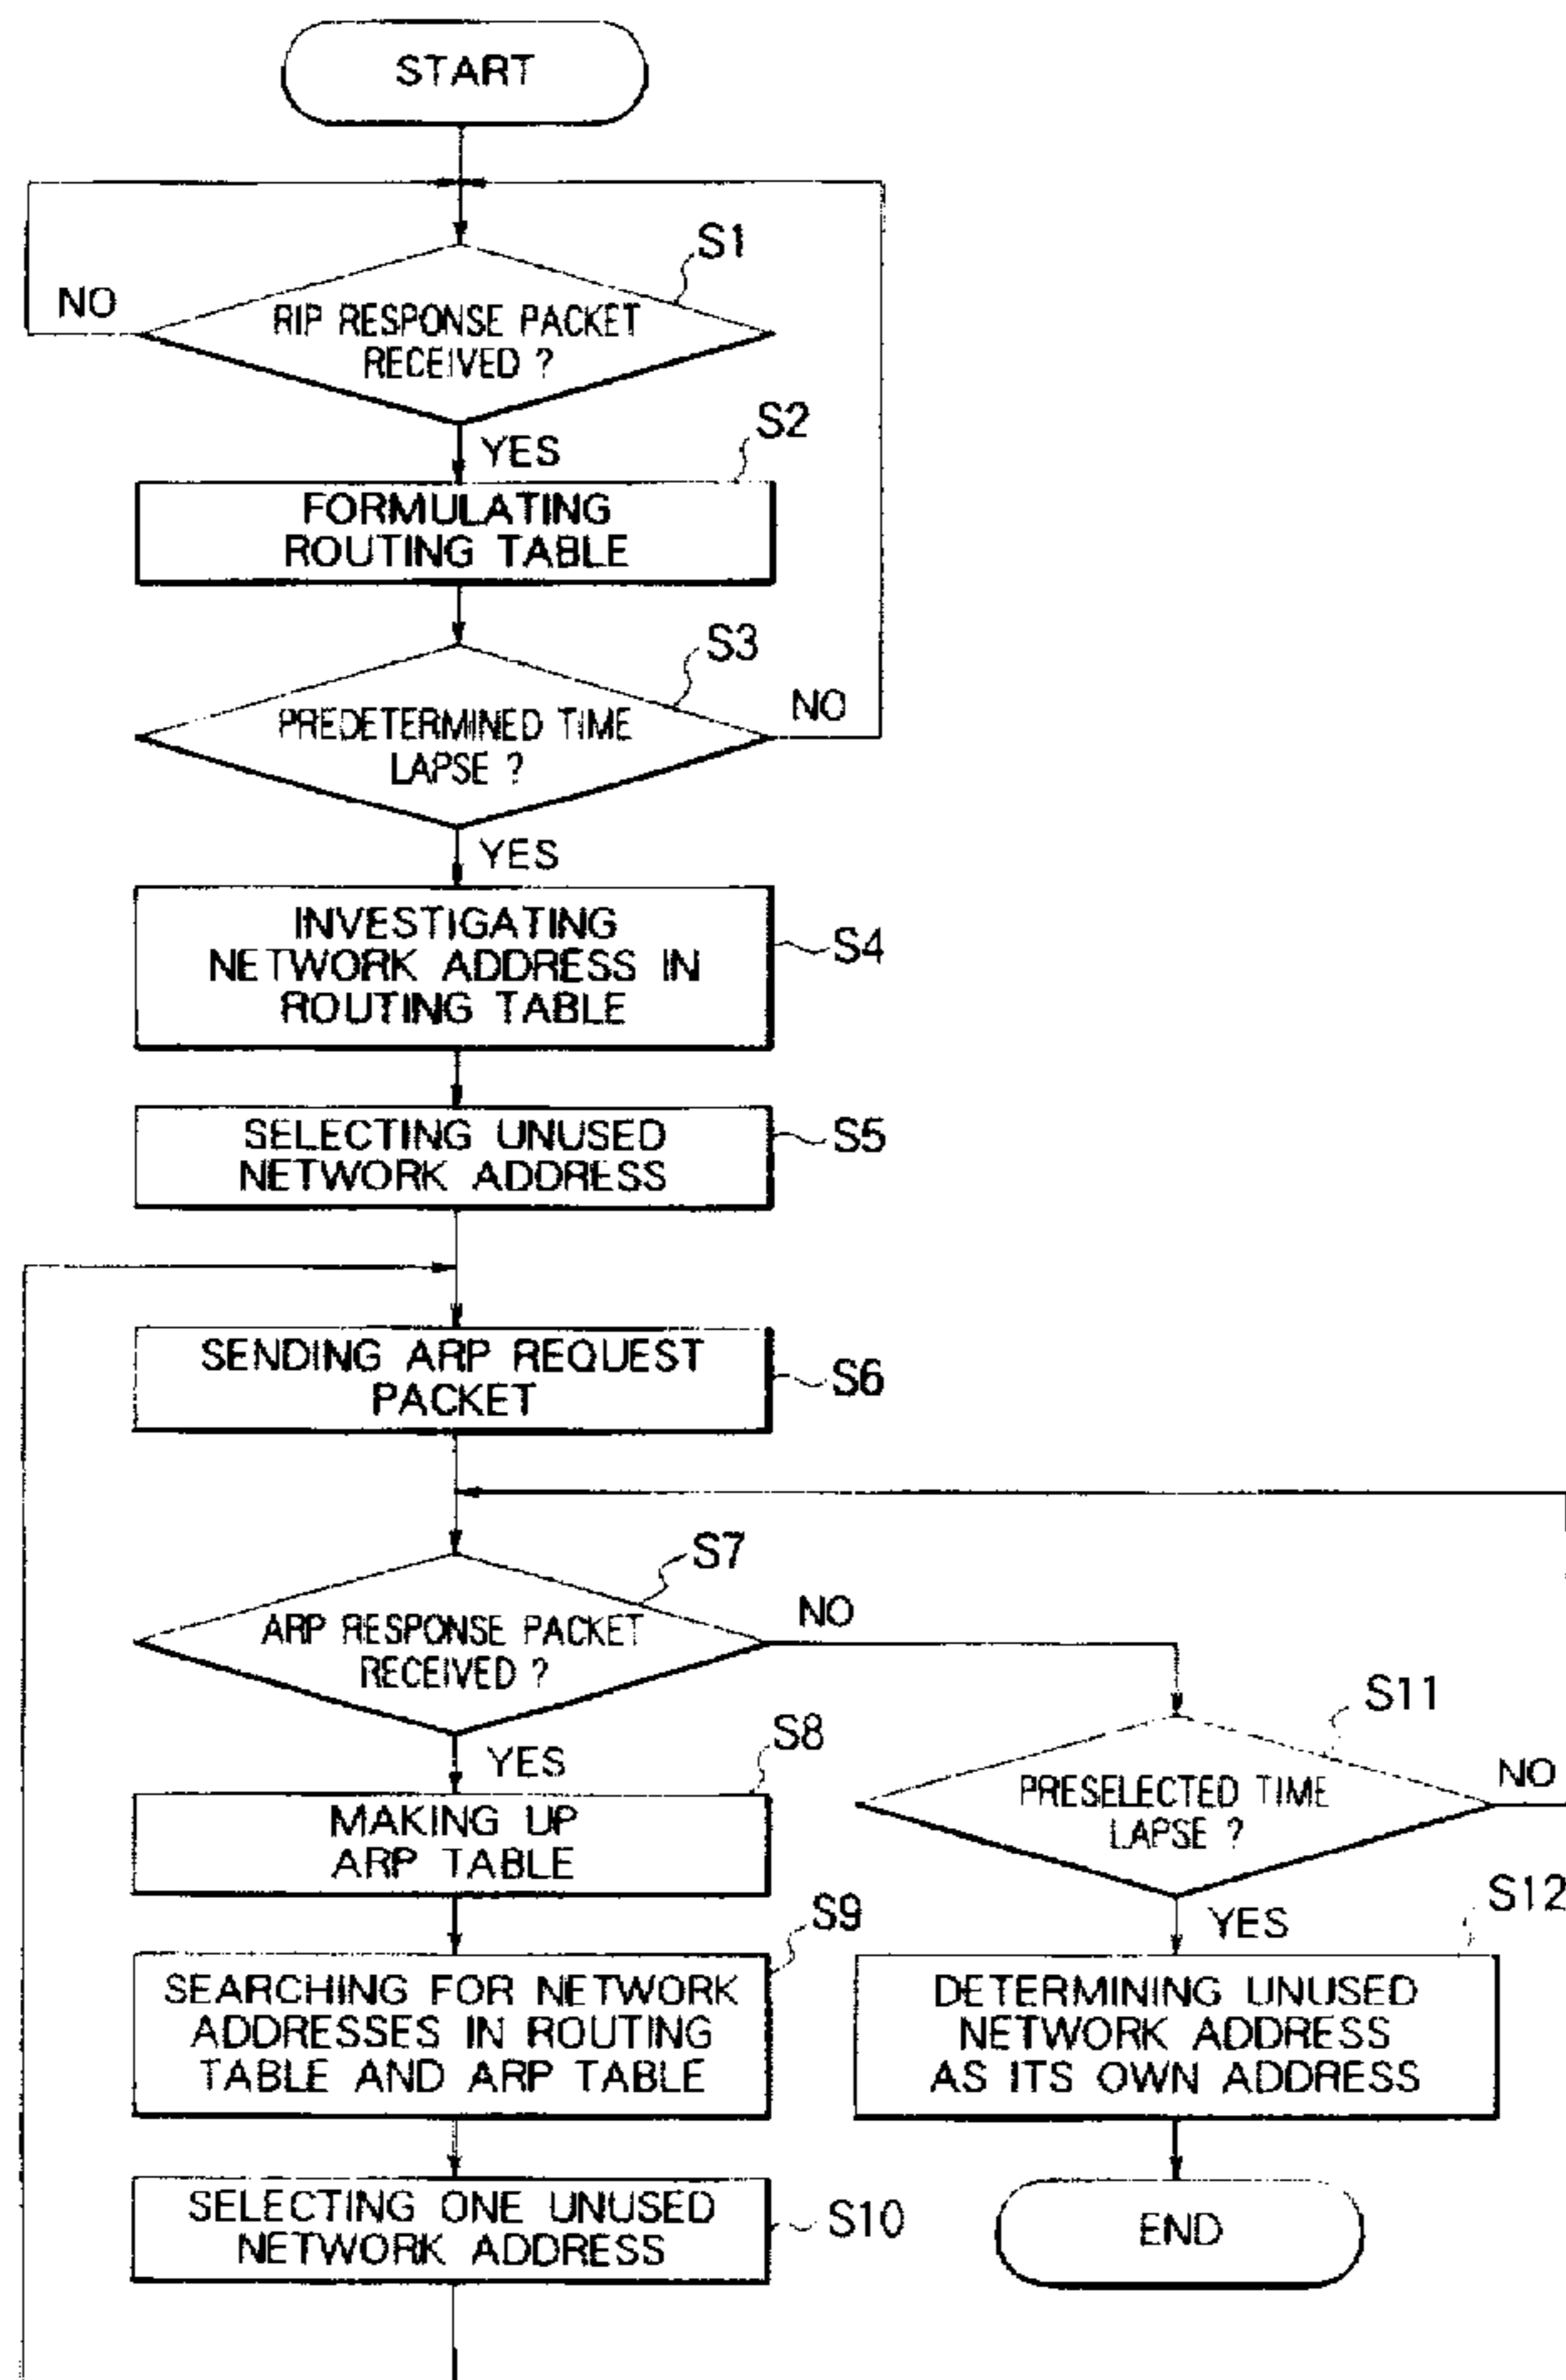 START
S1
NO
RIP RESPONSE PACKET
RECEIVED ?
YES
S2
FORMULATING
ROUTING TABLE
S3
NO
PREDETERMINED TIME
LAPSE ?
YES
INVESTIGATING
NETWORK ADDRESS IN
ROUTING TABLE
S4
SELECTING UNUSED
NETWORK ADDRESS
S5
SENDING ARP REQUEST
PACKET
S6
S7
NO
ARP RESPONSE PACKET
RECEIVED ?
YES
S8
MAKING UP
ARP TABLE
S9
SEARCHING FOR NETWORK
ADDRESSES IN ROUTING
TABLE AND ARP TABLE
SELECTING ONE UNUSED
NETWORK ADDRESS
S10
S11
NO
PRESELECTED TIME
LAPSE ?
YES
S12
DETERMINING UNUSED
NETWORK ADDRESS
AS ITS OWN ADDRESS
END